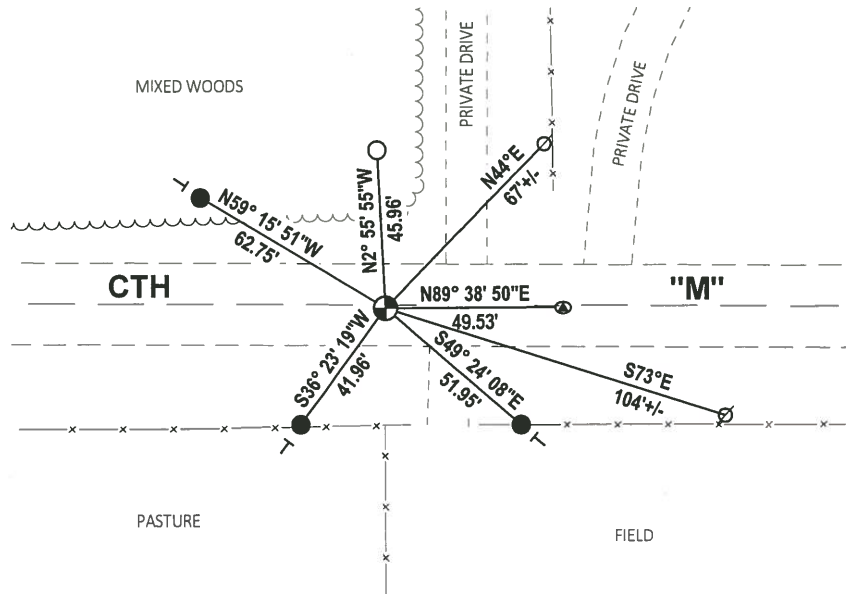 MIXED WOODS
PRIVATE DRIVE
PRIVATE DRIVE
N59° 15' 51"W
62.75'
N2° 55' 55"W
45.96'
N44°E
67'+/-
CTH
"M"
N89° 38' 50"E
49.53'
S36° 23' 19"W
41.96'
S49° 24' 08"E
51.95'
S73°E
104'+/-
PASTURE
FIELD